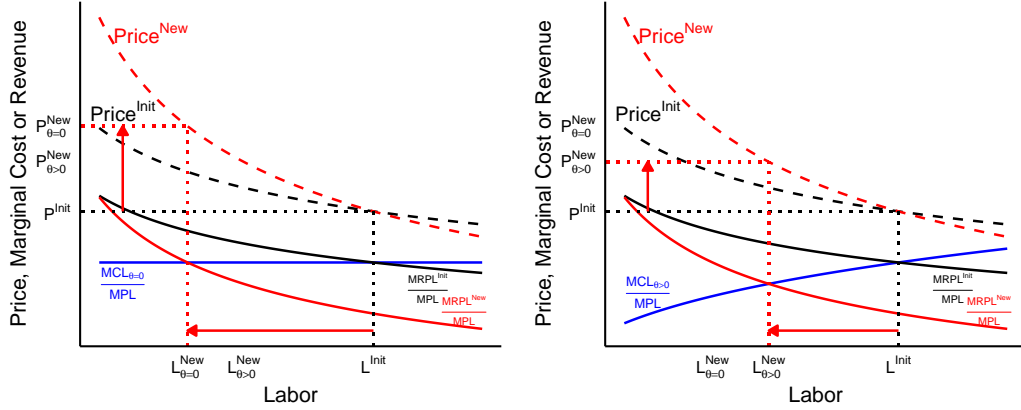 Price, Marginal Cost or Revenue
Price^New
Price^Init
P^New_θ=0
P^New_θ>0
P^Init
MCL_θ=0
MPL
MRPL^Init
MPL
MRPL^New
MPL
L^New_θ=0
L^New_θ>0
L^Init
Labor
Price, Marginal Cost or Revenue
Price^New
Price^Init
P^New_θ=0
P^New_θ>0
P^Init
MCL_θ>0
MPL
MRPL^Init
MPL
MRPL^New
MPL
L^New_θ=0
L^New_θ>0
L^Init
Labor